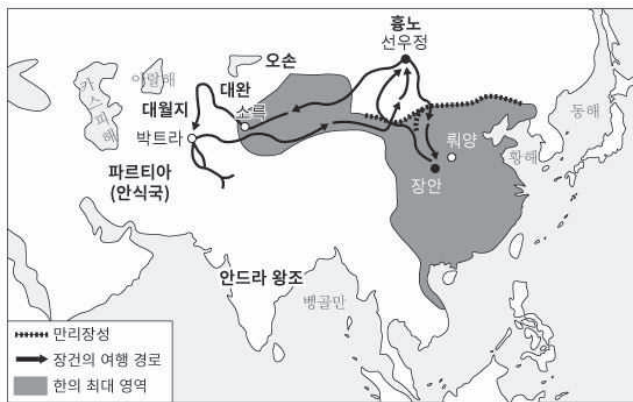 흉노
선우정
오손
카스피해
아랄해
대완
대월지
소륵
박트라
뤄양
동해
황해
장안
파르티아
(안식국)
안드라 왕조
벵골만
만리장성
장건의 여행 경로
한의 최대 영역